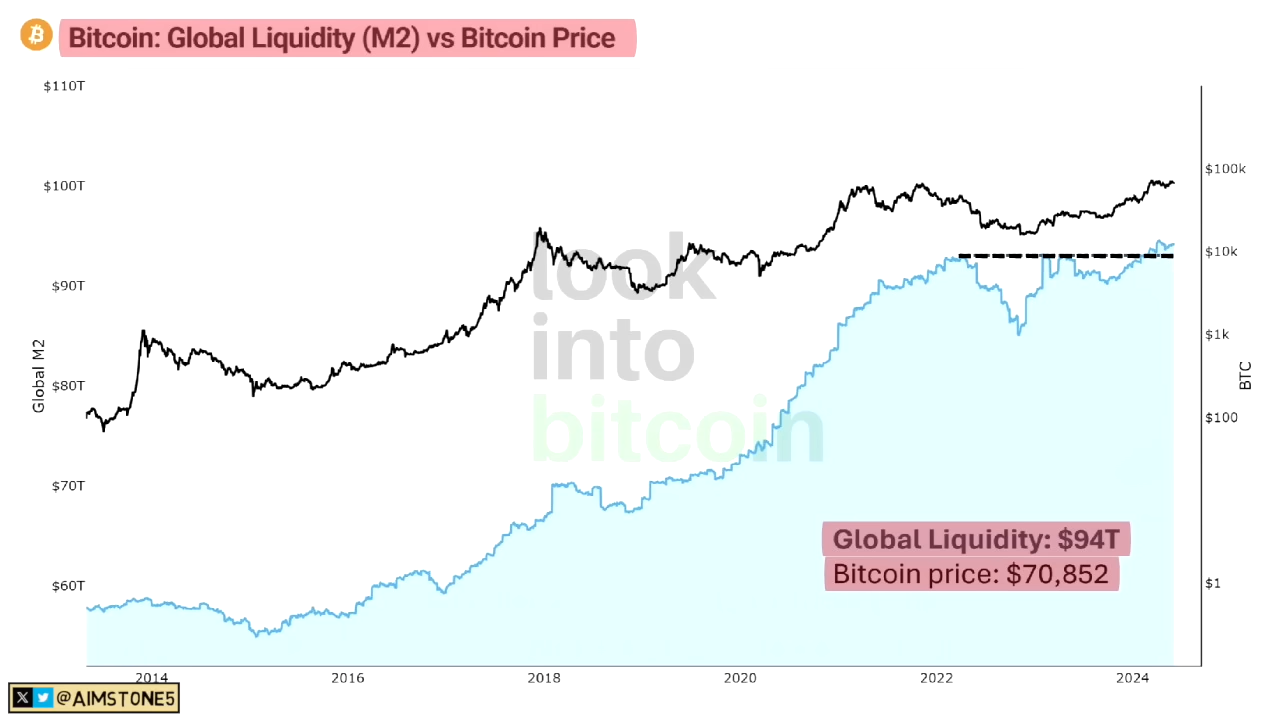 Bitcoin: Global Liquidity (M2) vs Bitcoin Price
$110T
$100T
$90T
$80T
$70T
$60T
Global M2
$100k
$10k
$1k
$100
$1
BTC
look
into
bitcoin
Global Liquidity: $94T
Bitcoin price: $70,852
2014 2016 2018 2020 2022 2024
@AIMSTONE5